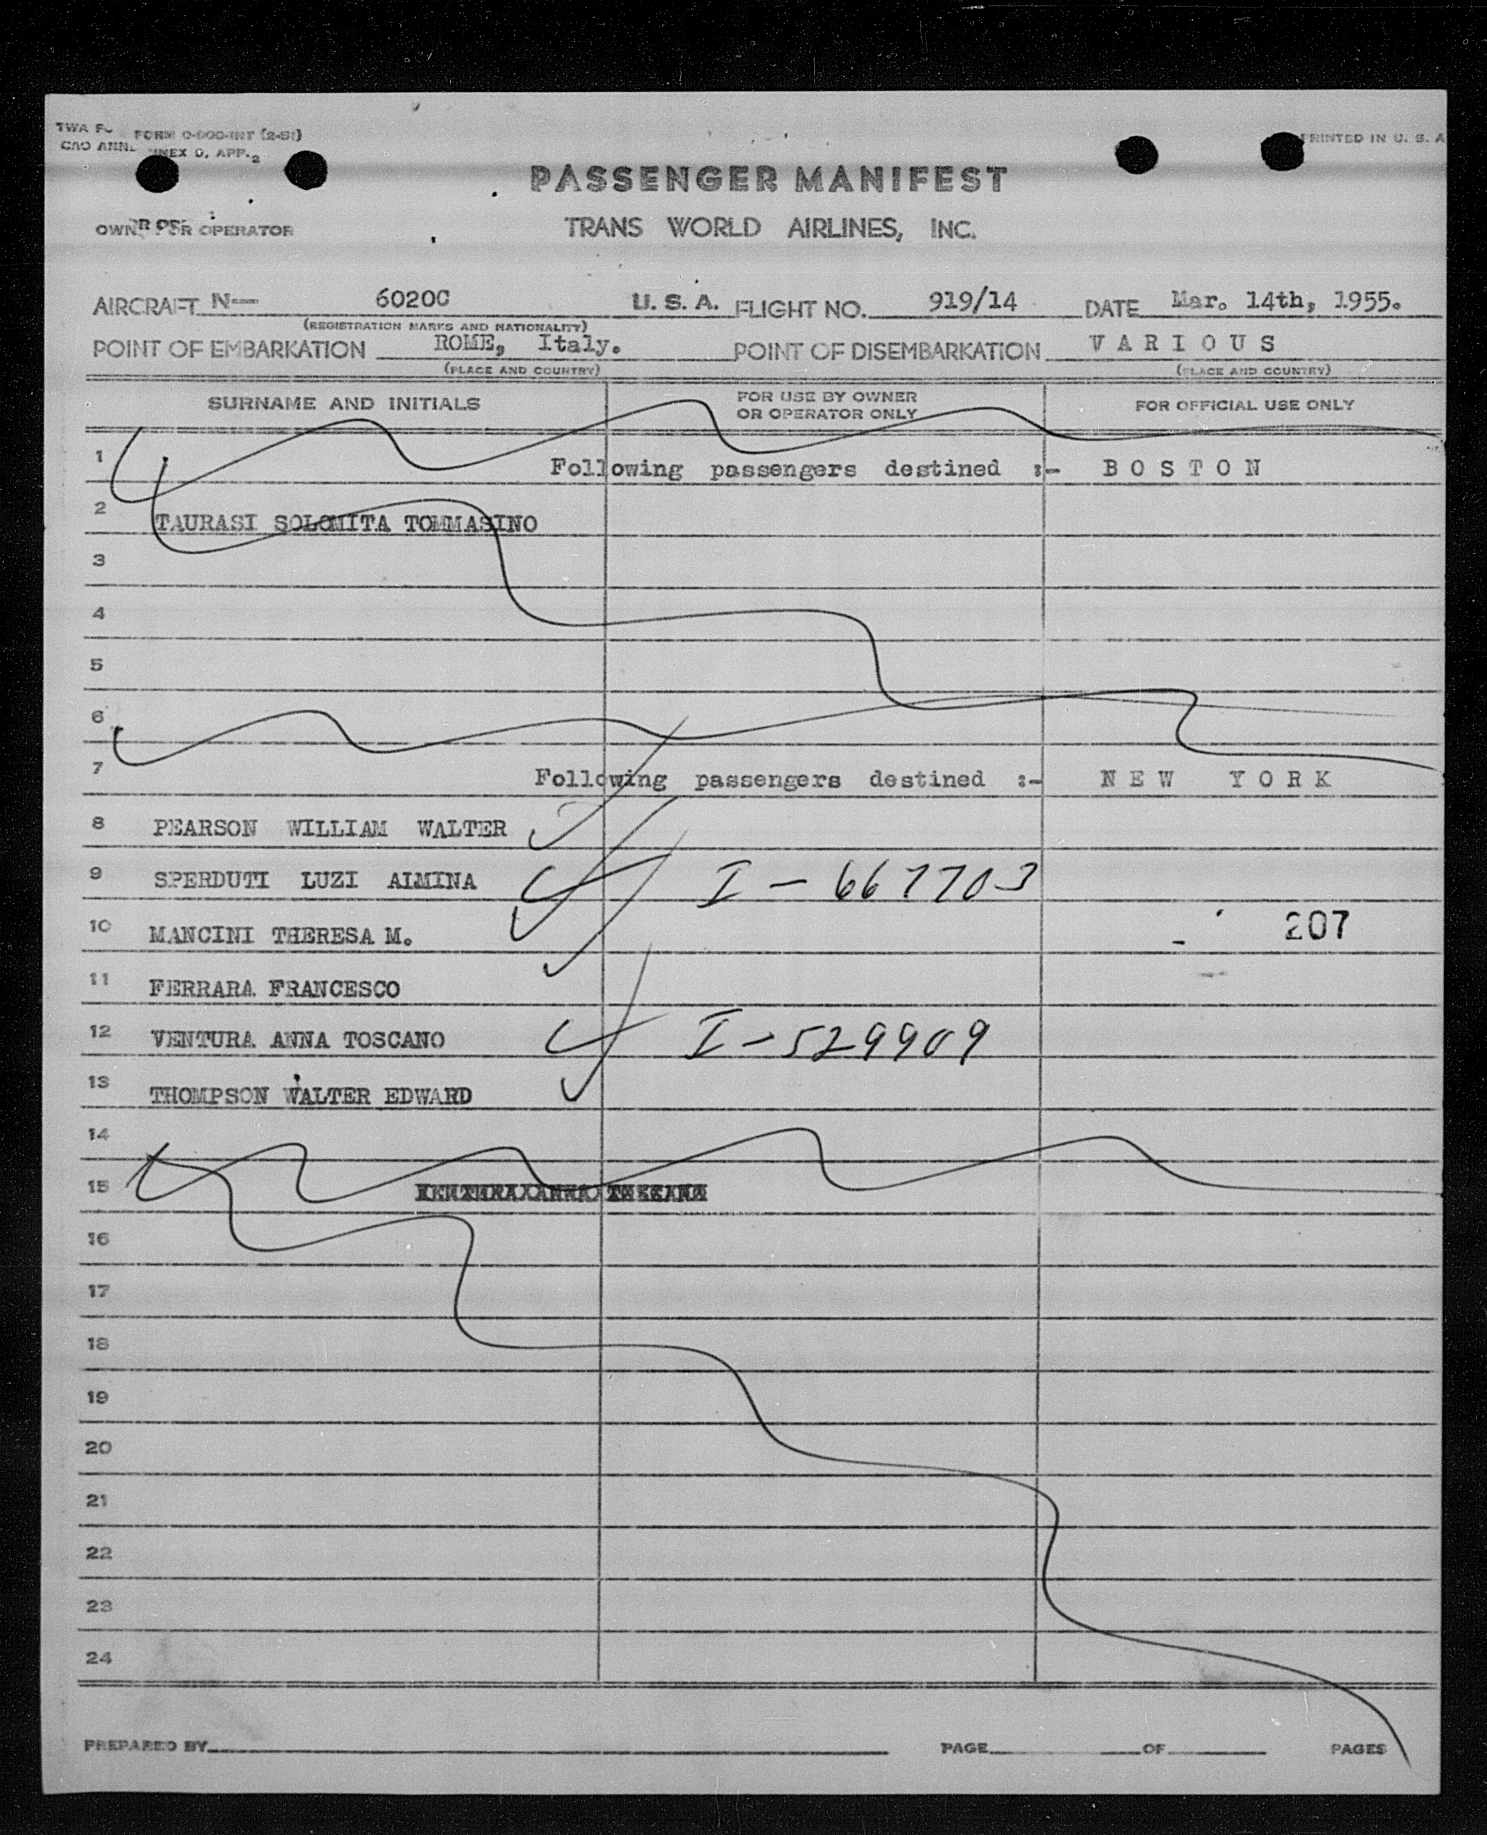 FORM
PRINTED IN U. S. A
PASSENGER MANIFEST
OPERATOR
TRANS WORLD AIRLINES, INC.
AIRCRAFT N--- 6020C U. S. A. FLIGHT NO. 919/14 DATE Mar. 14th, 1955.
(REGISTRATION MARKS AND NATIONALITY)
POINT OF EMBARKATION ROME, Italy. POINT OF DISEMBARKATION V A R I O U S
(PLACE AND COUNTRY) (PLACE AND COUNTRY)
SURNAME AND INITIALS FOR USE BY OWNER OR OPERATOR ONLY FOR OFFICIAL USE ONLY
1 Following passengers destined :- B O S T O N
2 TAURASI SOLOMITA TOMMASINO
3
4
5
6
7 Following passengers destined :- N E W Y O R K
8 PEARSON WILLIAM WALTER
9 SPERDUTI LUZI ALMINA I - 667703
10 MANCINI THERESA M. 207
11 FERRARA FRANCESCO
12 VENTURA ANNA TOSCANO I - 529909
13 THOMPSON WALTER EDWARD
14
15
16
17
18
19
20
21
22
23
24
PREPARED BY PAGE OF PAGES